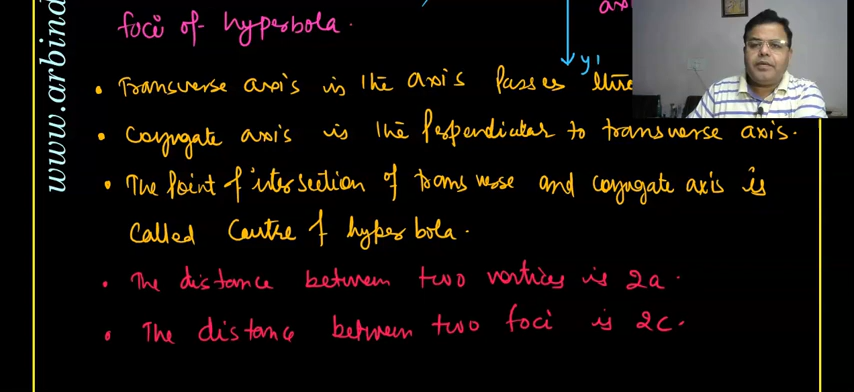 foci of hyperbola.
axis
y'
• Transverse axis is the axis passes
• Conjugate axis is the perpendicular to transverse axis.
• The point of intersection of transverse and conjugate axis is
called centre of hyperbola.
• The distance between two vertices is 2a.
• The distance between two foci is 2c.
www.arbind